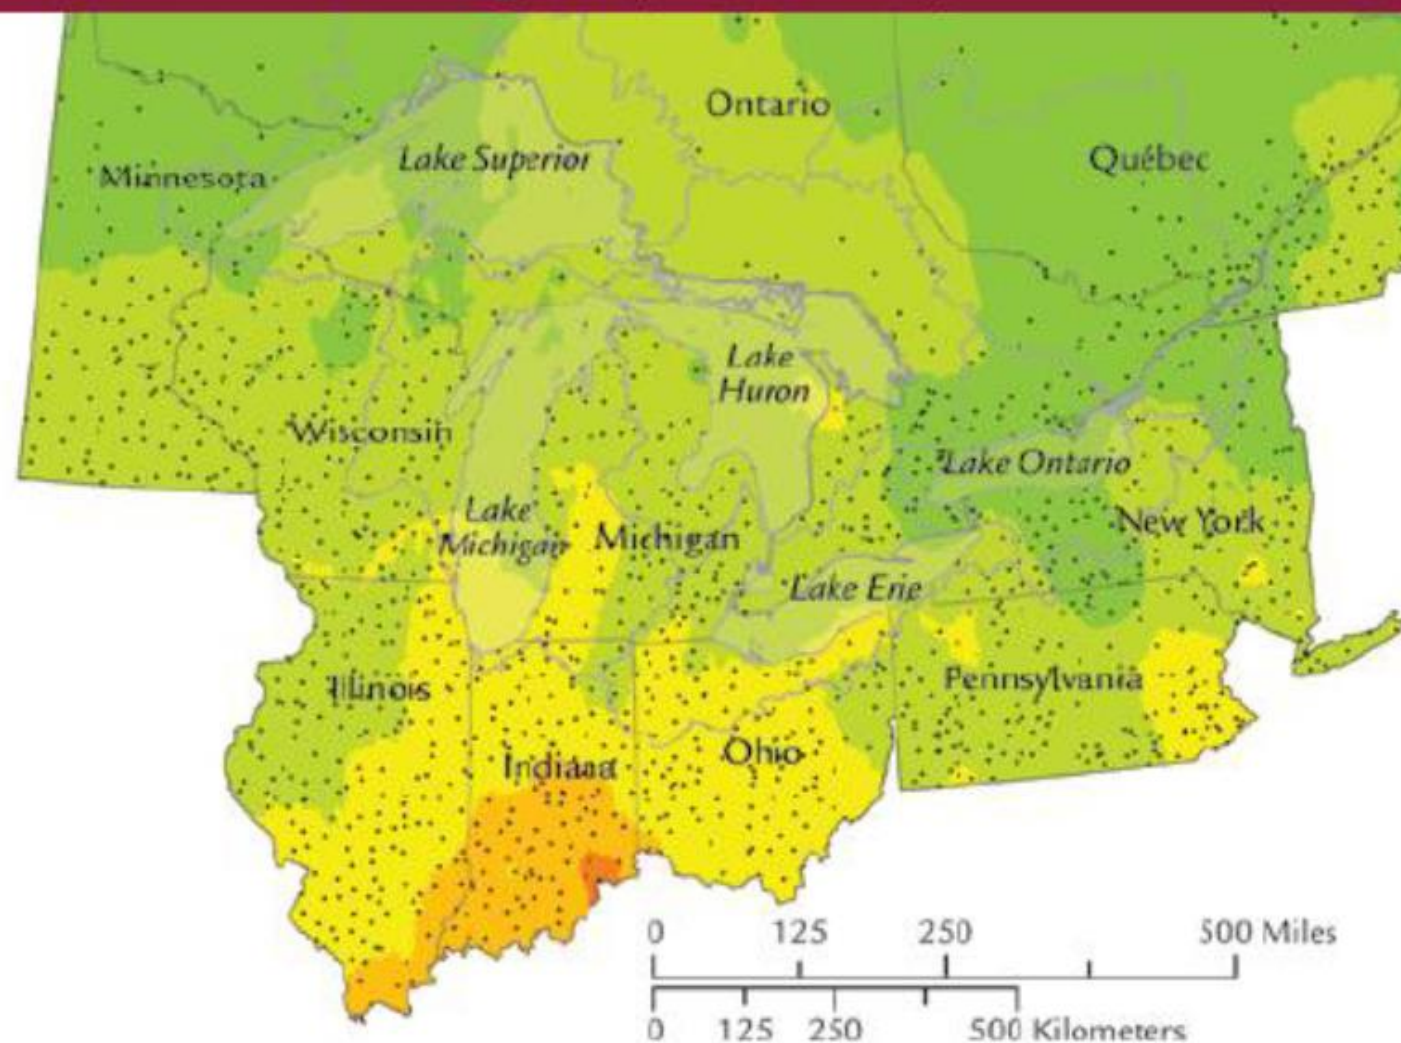 Ontario
Québec
Lake Superior
Minnesota
Lake
Huron
Wisconsin
Lake Ontario
Lake
Michigan
Michigan
New York
Lake Erie
Illinois
Pennsylvania
Ohio
Indiana
0 125 250 500 Miles
0 125 250 500 Kilometers